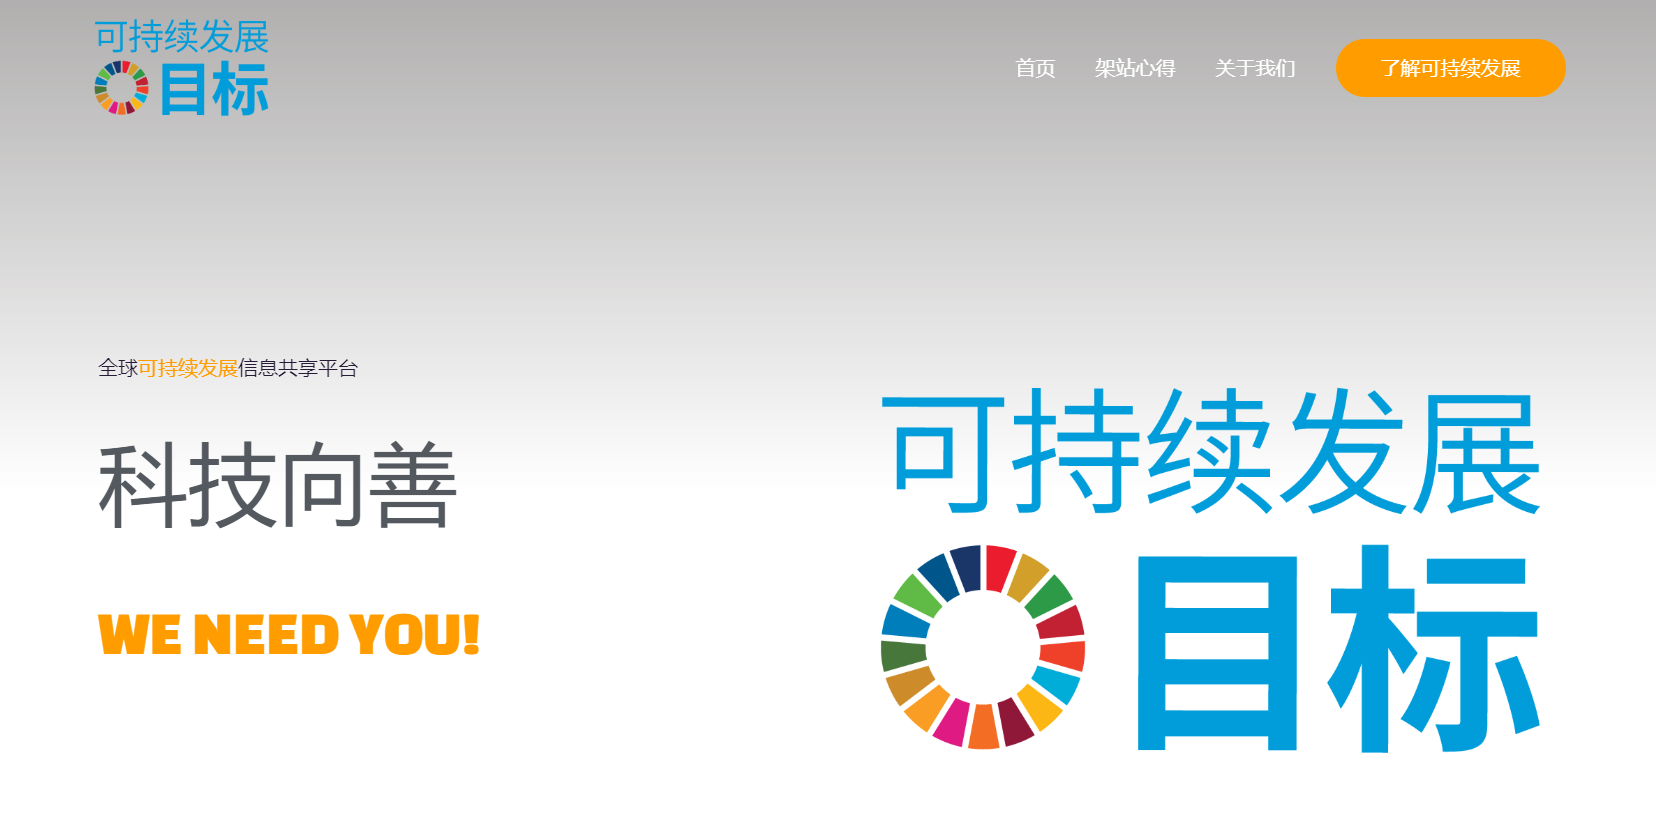 可持续发展
目标
首页 架站心得 关于我们 了解可持续发展
全球可持续发展信息共享平台
科技向善
WE NEED YOU!
可持续发展
目标